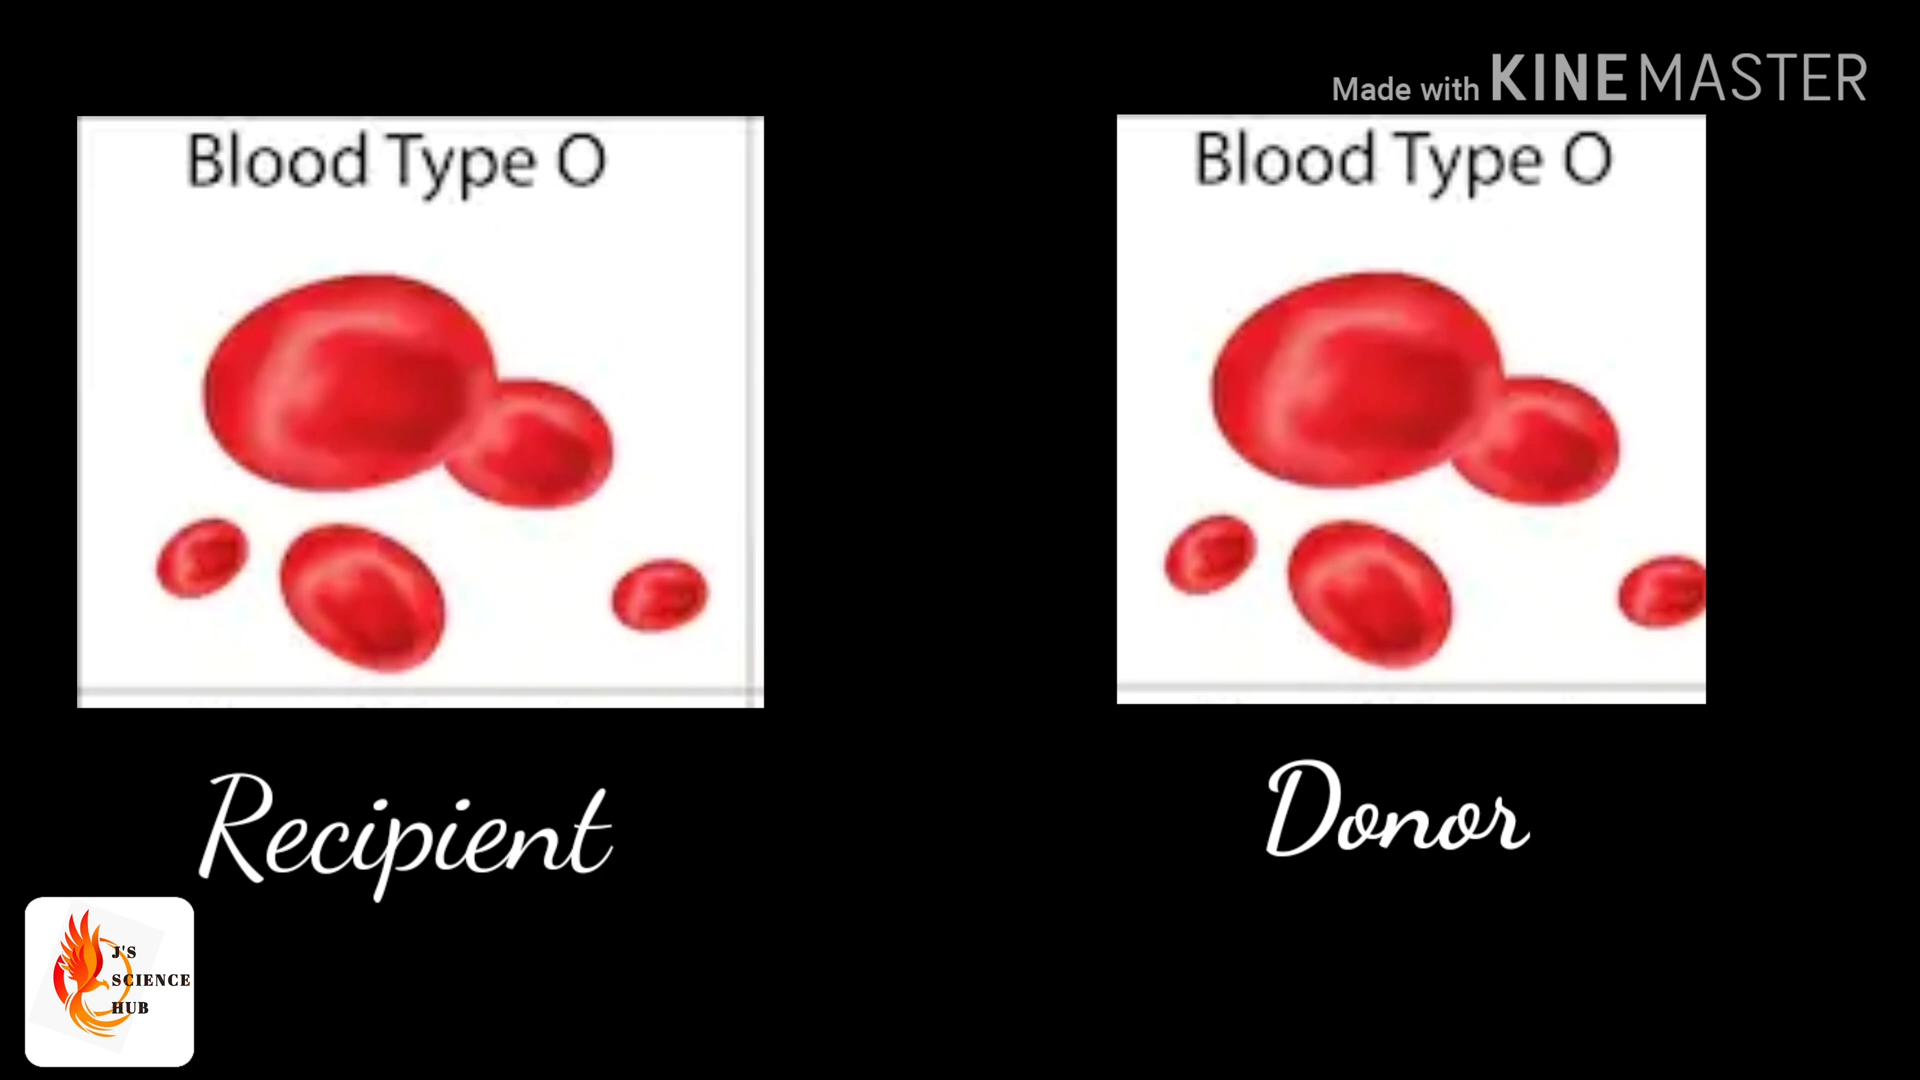 Made with KINEMASTER
Blood Type O
Blood Type O
Recipient
Donor
J'S
SCIENCE
HUB